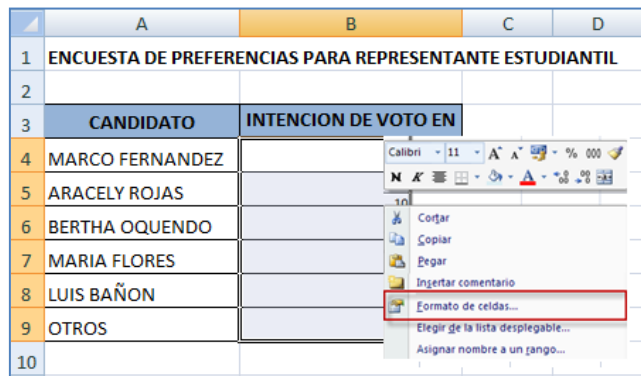 A B C D
1 ENCUESTA DE PREFERENCIAS PARA REPRESENTANTE ESTUDIANTIL
2
3 CANDIDATO INTENCION DE VOTO EN
4 MARCO FERNANDEZ
Calibri 11 A A % 000
N K A
5 ARACELY ROJAS
10
Cortar
6 BERTHA OQUENDO
Copiar
7 MARIA FLORES
Pegar
Insertar comentario
8 LUIS BAÑON
Formato de celdas...
9 OTROS
Elegir de la lista desplegable...
Asignar nombre a un rango...
10